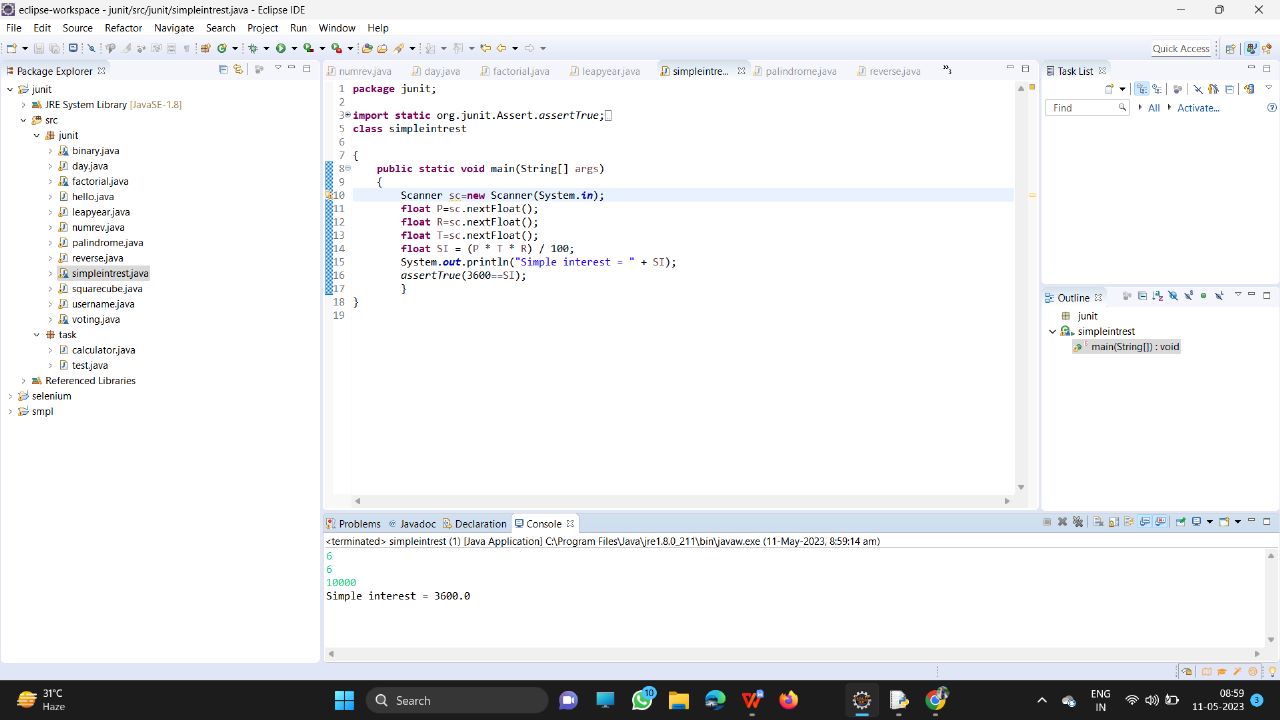 eclipse-workspace - junit/src/junit/simpleintrest.java - Eclipse IDE
File Edit Source Refactor Navigate Search Project Run Window Help
Quick Access
Package Explorer
junit
JRE System Library [JavaSE-1.8]
src
junit
binary.java
day.java
factorial.java
hello.java
leapyear.java
numrev.java
palindrome.java
reverse.java
simpleintrest.java
squarecube.java
username.java
voting.java
task
calculator.java
test.java
Referenced Libraries
selenium
smpl
numrev.java day.java factorial.java leapyear.java simpleintre... palindrome.java reverse.java »3
1 package junit;
2
3 import static org.junit.Assert.assertTrue;
5 class simpleintrest
6
7 {
8 public static void main(String[] args)
9 {
10 Scanner sc=new Scanner(System.in);
11 float P=sc.nextFloat();
12 float R=sc.nextFloat();
13 float T=sc.nextFloat();
14 float SI = (P * T * R) / 100;
15 System.out.println("Simple interest = " + SI);
16 assertTrue(3600==SI);
17 }
18 }
19
Task List
Find All Activate...
Outline
junit
simpleintrest
main(String[]) : void
Problems @ Javadoc Declaration Console
<terminated> simpleintrest (1) [Java Application] C:\Program Files\Java\jre1.8.0_211\bin\javaw.exe (11-May-2023, 8:59:14 am)
6
6
10000
Simple interest = 3600.0
31°C
Haze
Search
10
ENG
IN
08:59
11-05-2023
3